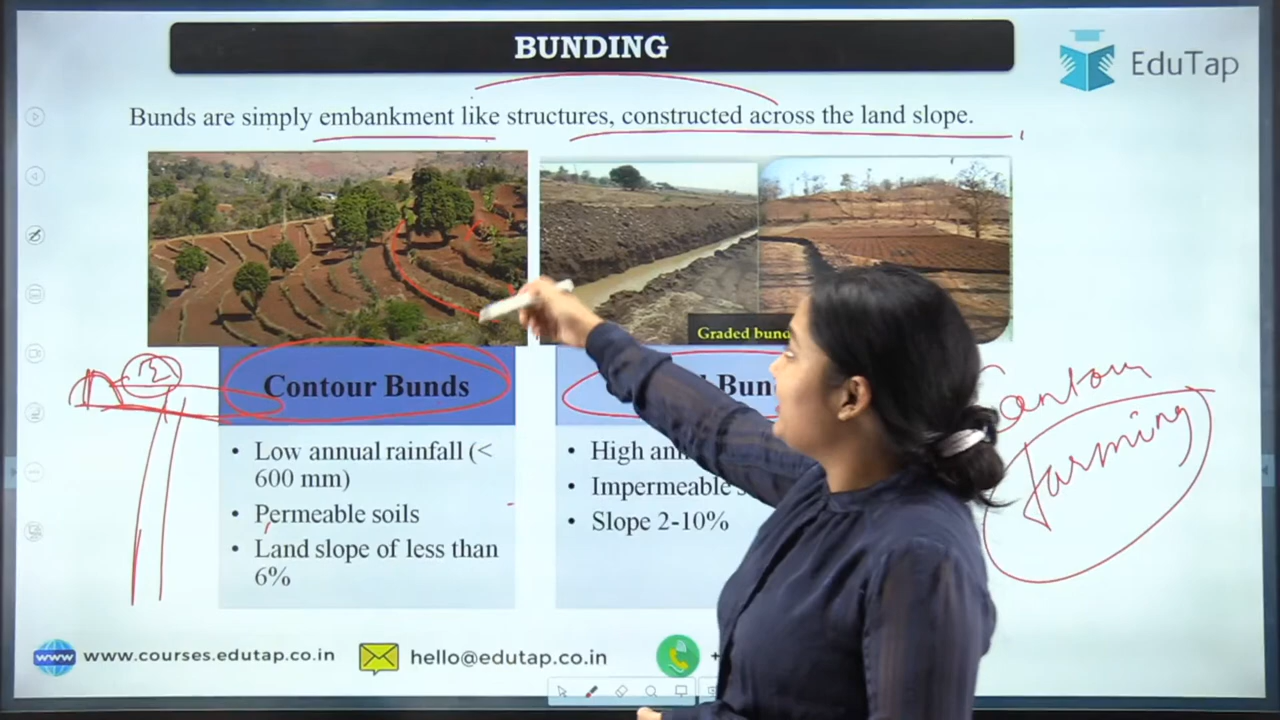 BUNDING
EduTap
Bunds are simply embankment like structures, constructed across the land slope.
Graded bund
Contour Bunds
Bun
Contour
Farming
• Low annual rainfall (<
600 mm)
• Permeable soils
• Land slope of less than
6%
• High
• Impermeable
• Slope 2-10%
www
www.courses.edutap.co.in
hello@edutap.co.in
+